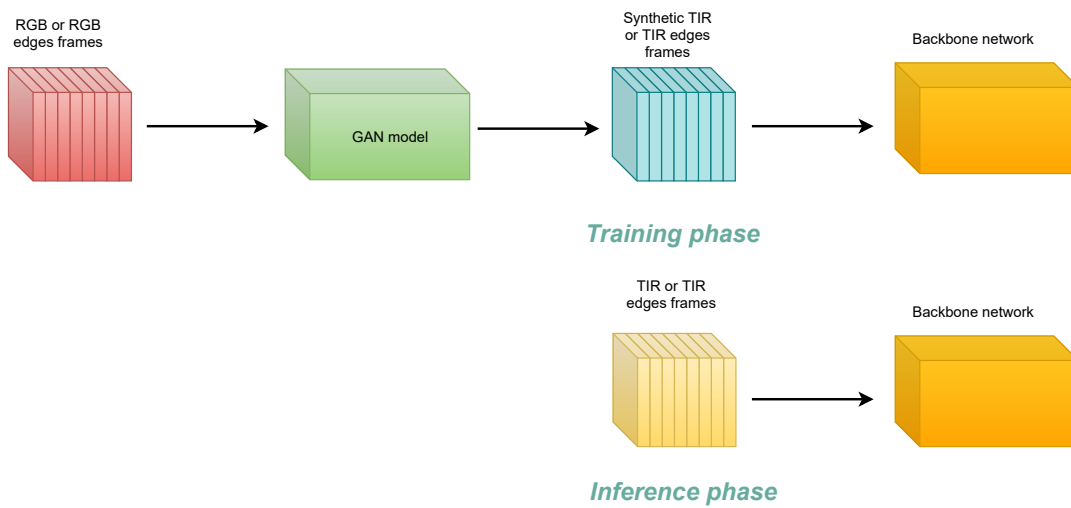 RGB or RGB
edges frames
GAN model
Synthetic TIR
or TIR edges
frames
Backbone network
Training phase
TIR or TIR
edges frames
Backbone network
Inference phase